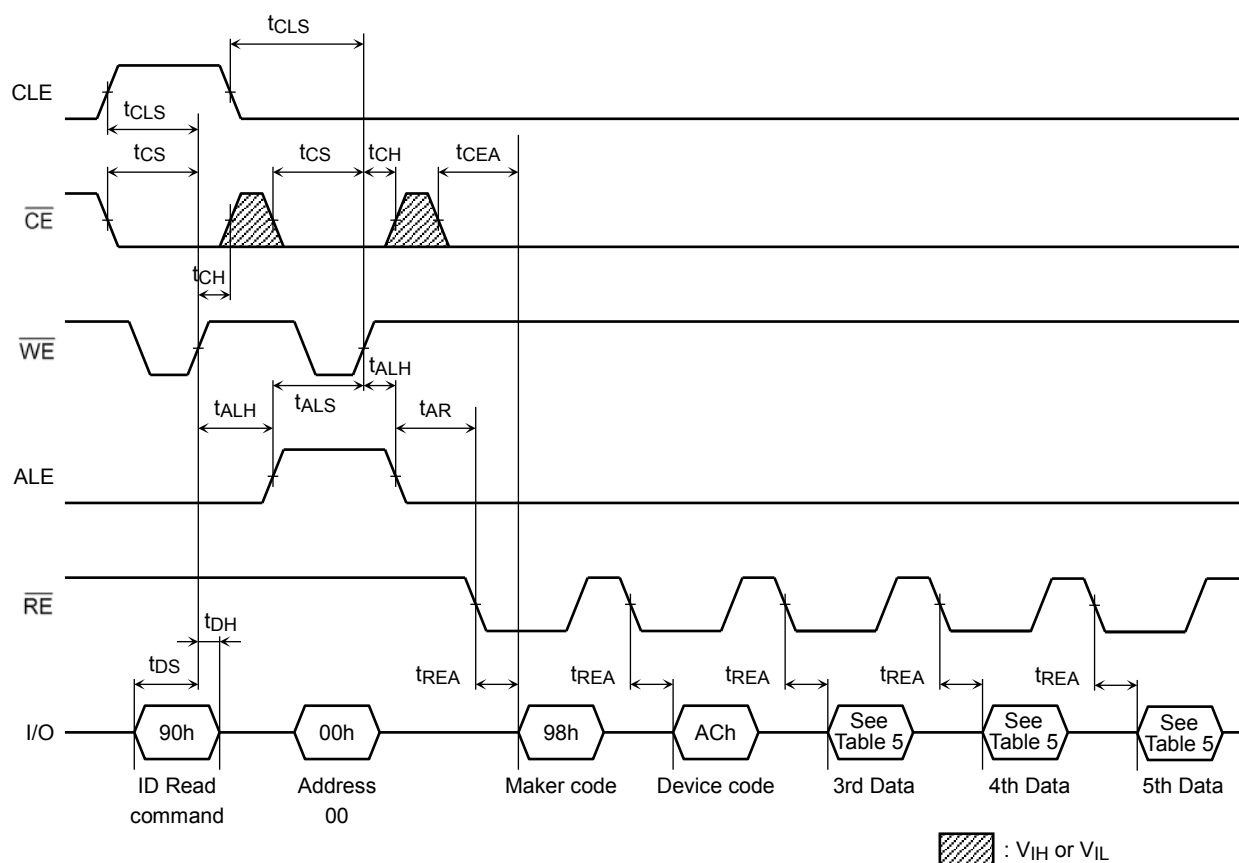 tCLS
CLE
tCLS
tCS
tCS
tCH
tCEA
CE
tCH
WE
tALH
tALH
tALS
tAR
ALE
RE
tDH
tDS
tREA
tREA
tREA
tREA
tREA
I/O
90h
00h
98h
ACh
See
Table 5
See
Table 5
See
Table 5
ID Read
command
Address
00
Maker code
Device code
3rd Data
4th Data
5th Data
: VIH or VIL